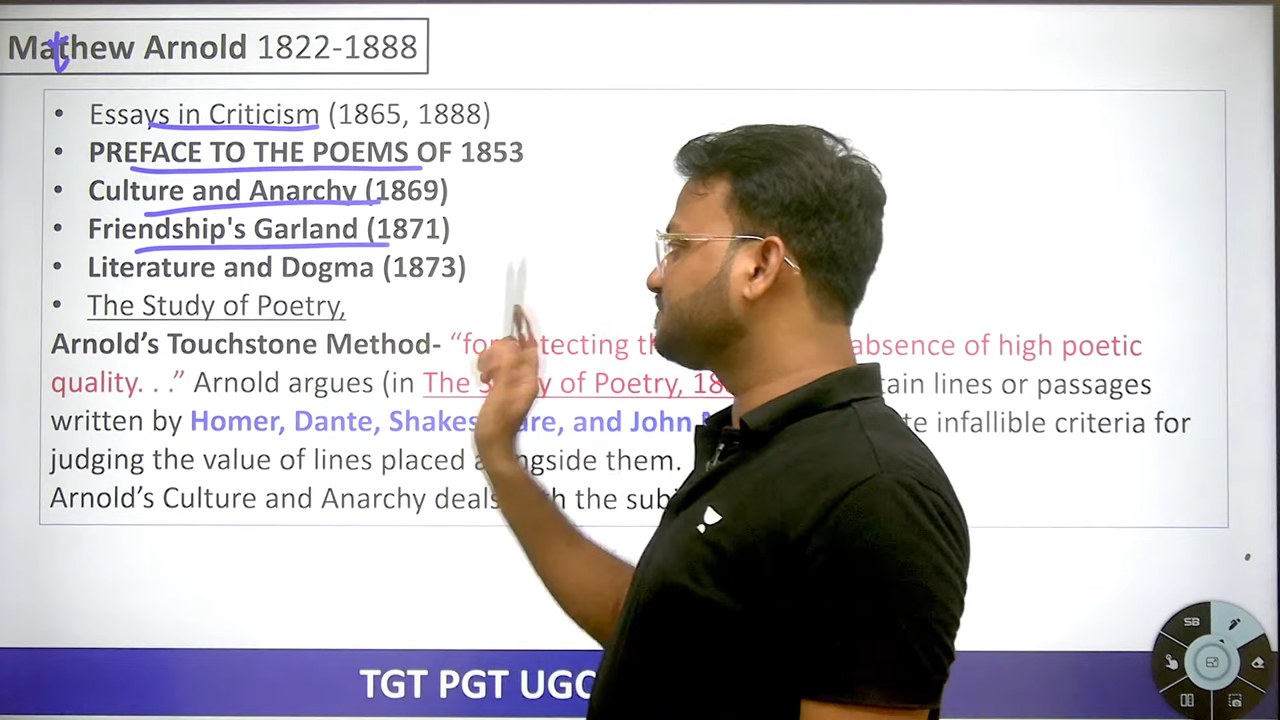 Matthew Arnold 1822-1888
• Essays in Criticism (1865, 1888)
• PREFACE TO THE POEMS OF 1853
• Culture and Anarchy (1869)
• Friendship's Garland (1871)
• Literature and Dogma (1873)
• The Study of Poetry,
Arnold's Touchstone Method- “for absence of high poetic
quality. . .” Arnold argues (in The of Poetry, lines or passages
written by Homer, Dante, and John infallible criteria for
judging the value of lines placed them.
Arnold's Culture and Anarchy deals the
TGT PGT UGC
SB